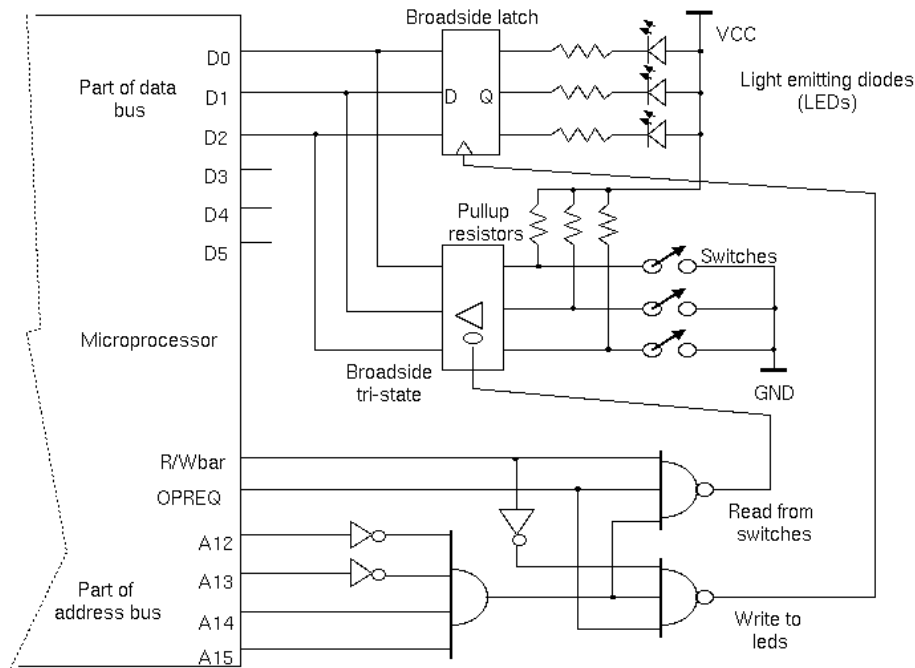 Broadside latch
VCC
D0
Part of data
bus
D1
D
Q
Light emitting diodes
(LEDs)
D2
D3
D4
D5
Pullup
resistors
Switches
Microprocessor
Broadside
tri-state
GND
R/Wbar
OPREQ
Read from
switches
A12
A13
Part of
address bus
A14
A15
Write to
leds